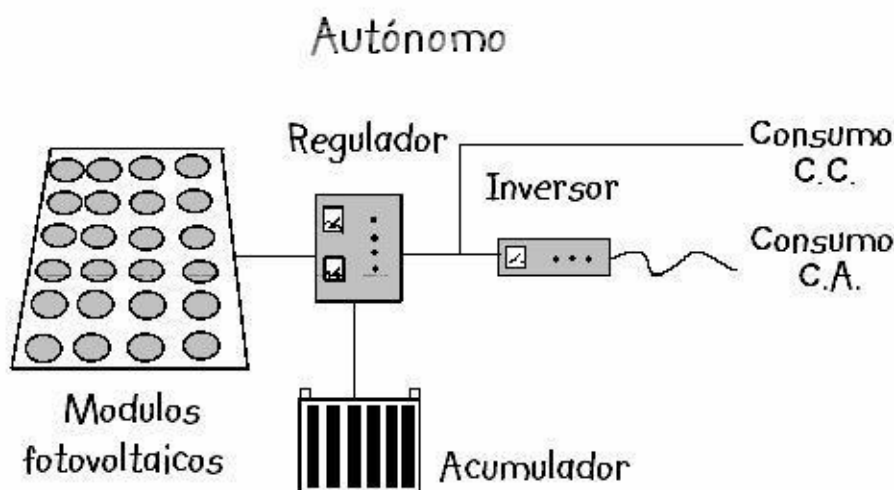 Autónomo
Regulador
Consumo
C.C.
Inversor
Consumo
C.A.
Modulos
fotovoltaicos
Acumulador